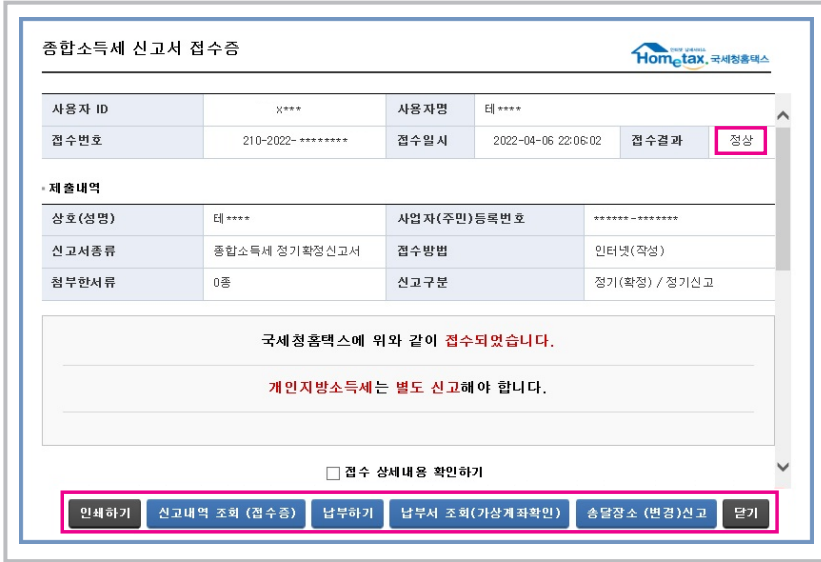 종합소득세 신고서 접수증
Hometax. 국세청홈택스
사용자 ID x*** 사용자명 테****
접수번호 210-2022-******** 접수일시 2022-04-06 22:06:02 접수결과 정상
제출내역
상호(성명) 테**** 사업자(주민)등록번호 ******-*******
신고서종류 종합소득세 정기확정신고서 접수방법 인터넷(작성)
첨부한서류 0종 신고구분 정기(확정) / 정기신고
국세청홈택스에 위와 같이 접수되었습니다.
개인지방소득세는 별도 신고해야 합니다.
접수 상세내용 확인하기
인쇄하기 신고내역 조회 (접수증) 납부하기 납부서 조회(가상계좌확인) 송달장소 (변경)신고 닫기